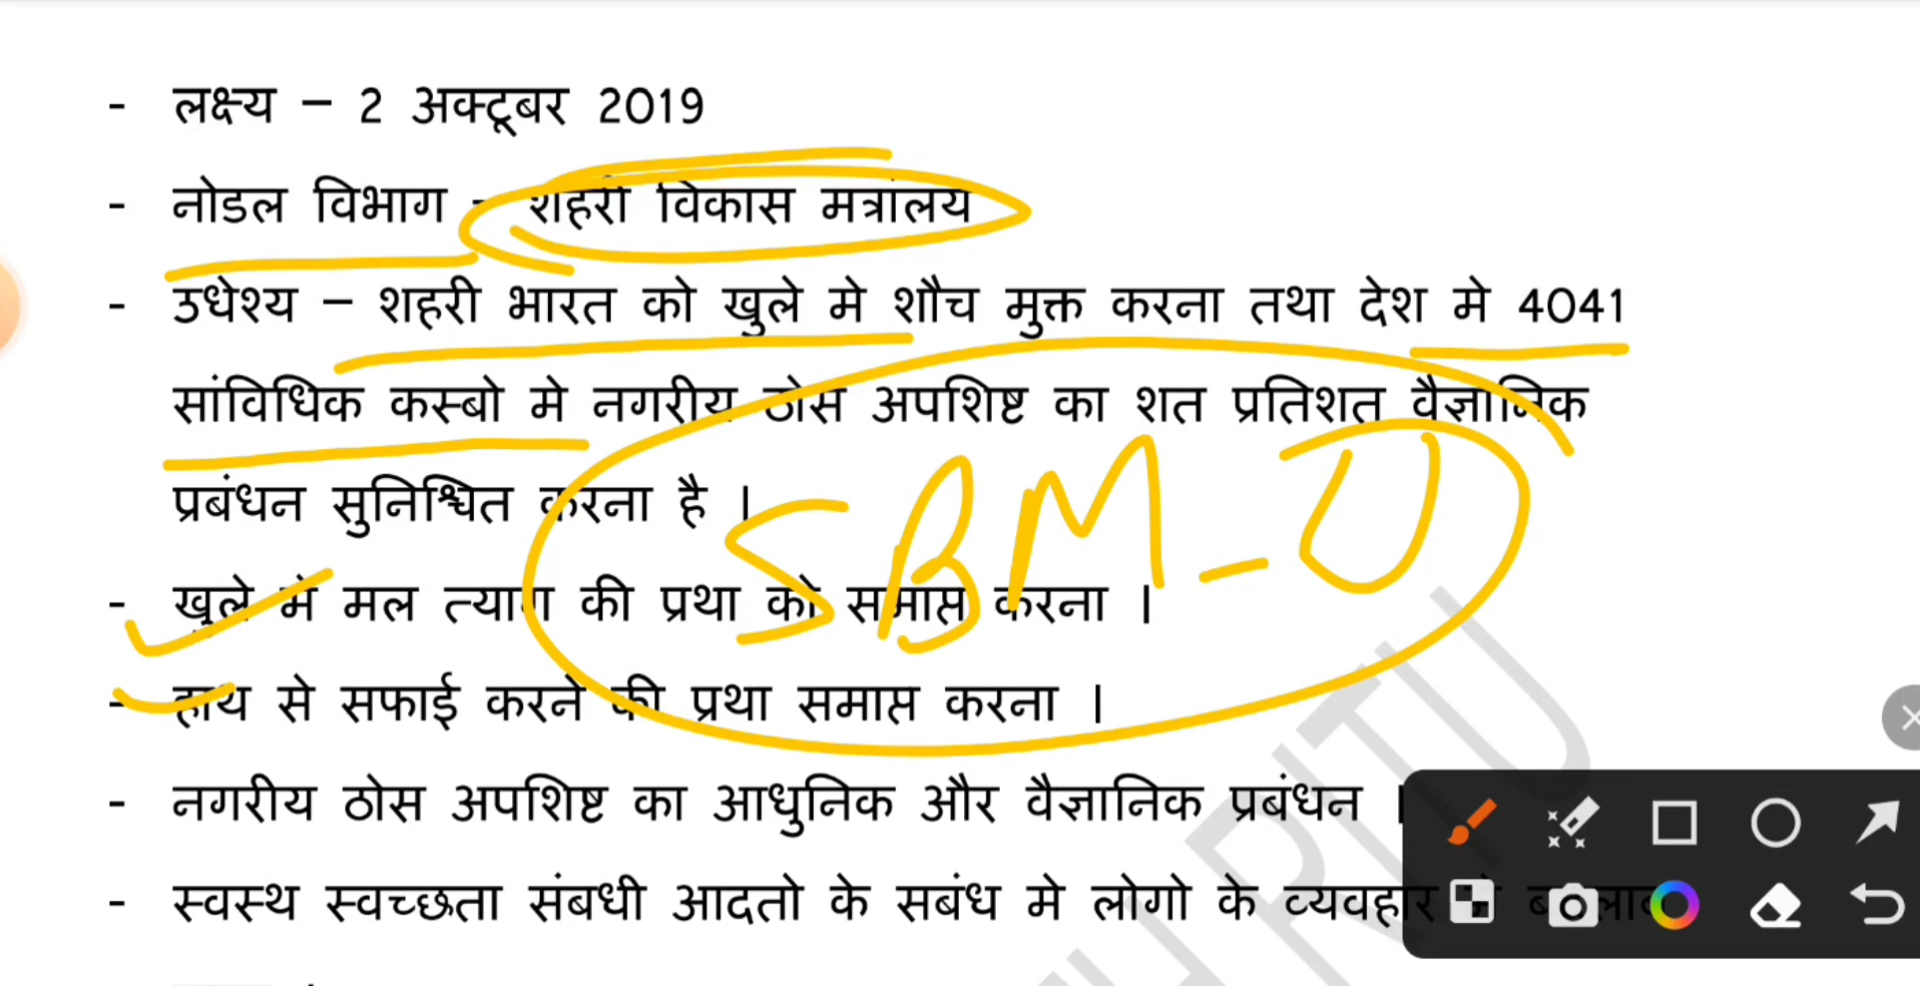 - लक्ष्य – 2 अक्टूबर 2019
- नोडल विभाग - शहरी विकास मत्रांलय
- उधेश्य – शहरी भारत को खुले मे शौच मुक्त करना तथा देश मे 4041
सांविधिक कस्बो मे नगरीय ठोस अपशिष्ट का शत प्रतिशत वैज्ञानिक
प्रबंधन सुनिश्चित करना है ।
SBM-U
- खुले मे मल त्याग की प्रथा को समाप्त करना ।
- हाथ से सफाई करने की प्रथा समाप्त करना ।
- नगरीय ठोस अपशिष्ट का आधुनिक और वैज्ञानिक प्रबंधन ।
- स्वस्थ स्वच्छता संबधी आदतो के सबंध मे लोगो के व्यवहार
RITU